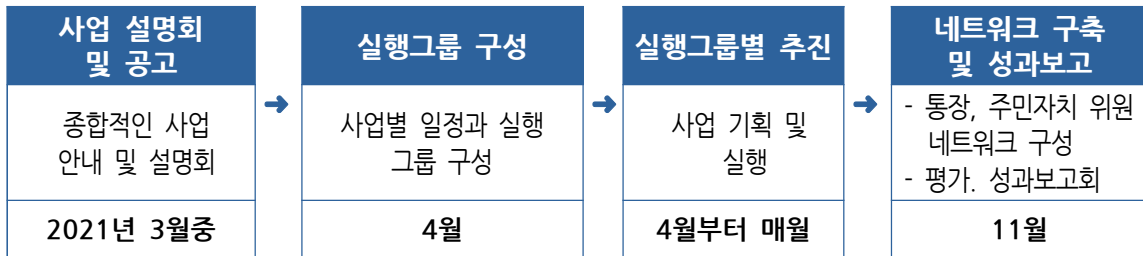 사업 설명회
및 공고
종합적인 사업
안내 및 설명회
2021년 3월중
➜
실행그룹 구성
사업별 일정과 실행
그룹 구성
4월
➜
실행그룹별 추진
사업 기획 및
실행
4월부터 매월
➜
네트워크 구축
및 성과보고
- 통장, 주민자치 위원
네트워크 구성
- 평가. 성과보고회
11월